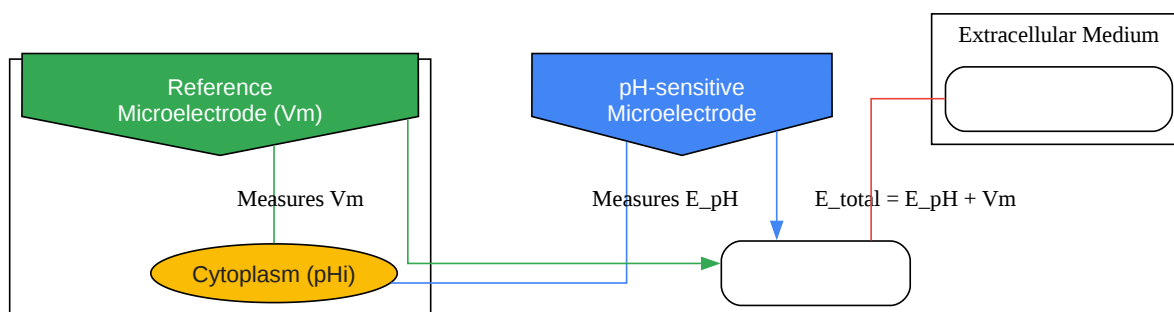 Extracellular Medium
Reference
Microelectrode (Vm)
pH-sensitive
Microelectrode
Measures Vm
Measures E_pH
E_total = E_pH + Vm
Cytoplasm (pHi)